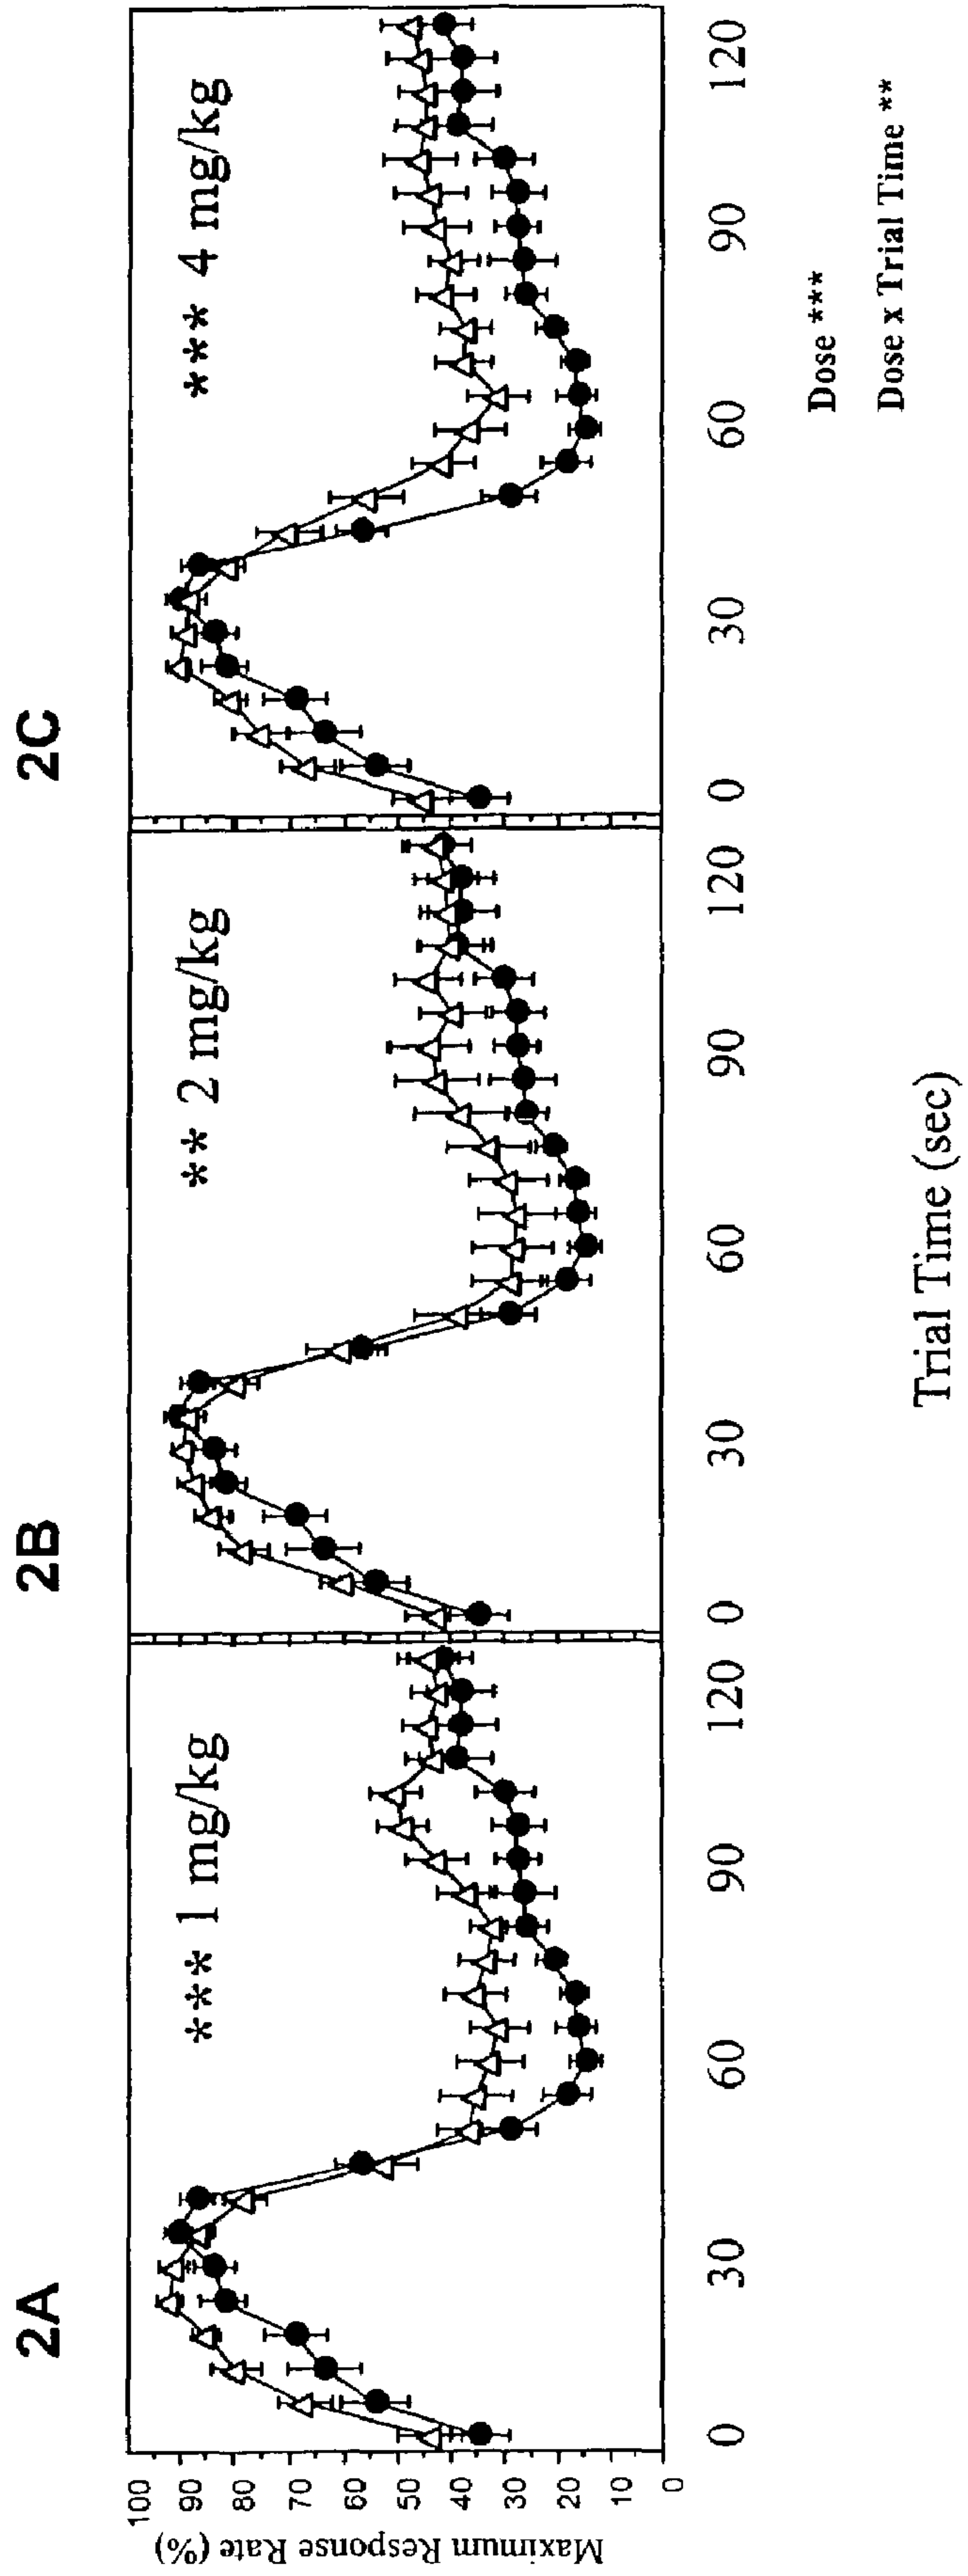 2A
2B
2C
*** 1 mg/kg
** 2 mg/kg
*** 4 mg/kg
Maximum Response Rate (%)
100
90
80
70
60
50
40
30
20
10
0
0 30 60 90 120
0 30 60 90 120
0 30 60 90 120
Trial Time (sec)
Dose ***
Dose x Trial Time **